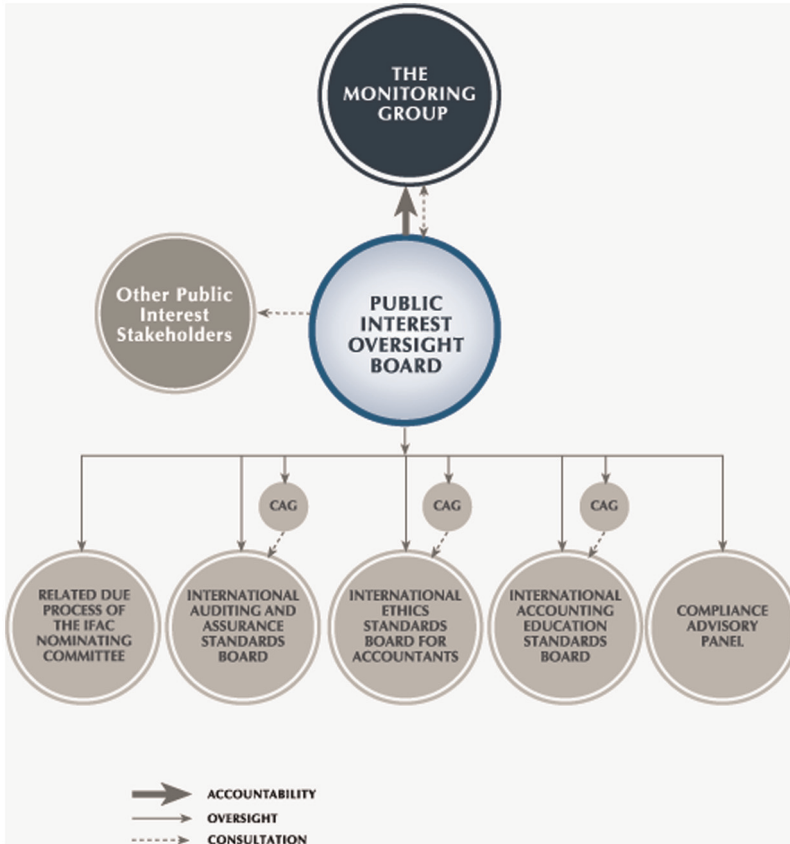 THE
MONITORING
GROUP
Other Public
Interest
Stakeholders
PUBLIC
INTEREST
OVERSIGHT
BOARD
CAG
CAG
CAG
RELATED DUE
PROCESS OF
THE IFAC
NOMINATING
COMMITTEE
INTERNATIONAL
AUDITING AND
ASSURANCE
STANDARDS
BOARD
INTERNATIONAL
ETHICS
STANDARDS
BOARD FOR
ACCOUNTANTS
INTERNATIONAL
ACCOUNTING
EDUCATION
STANDARDS
BOARD
COMPLIANCE
ADVISORY
PANEL
ACCOUNTABILITY
OVERSIGHT
CONSULTATION